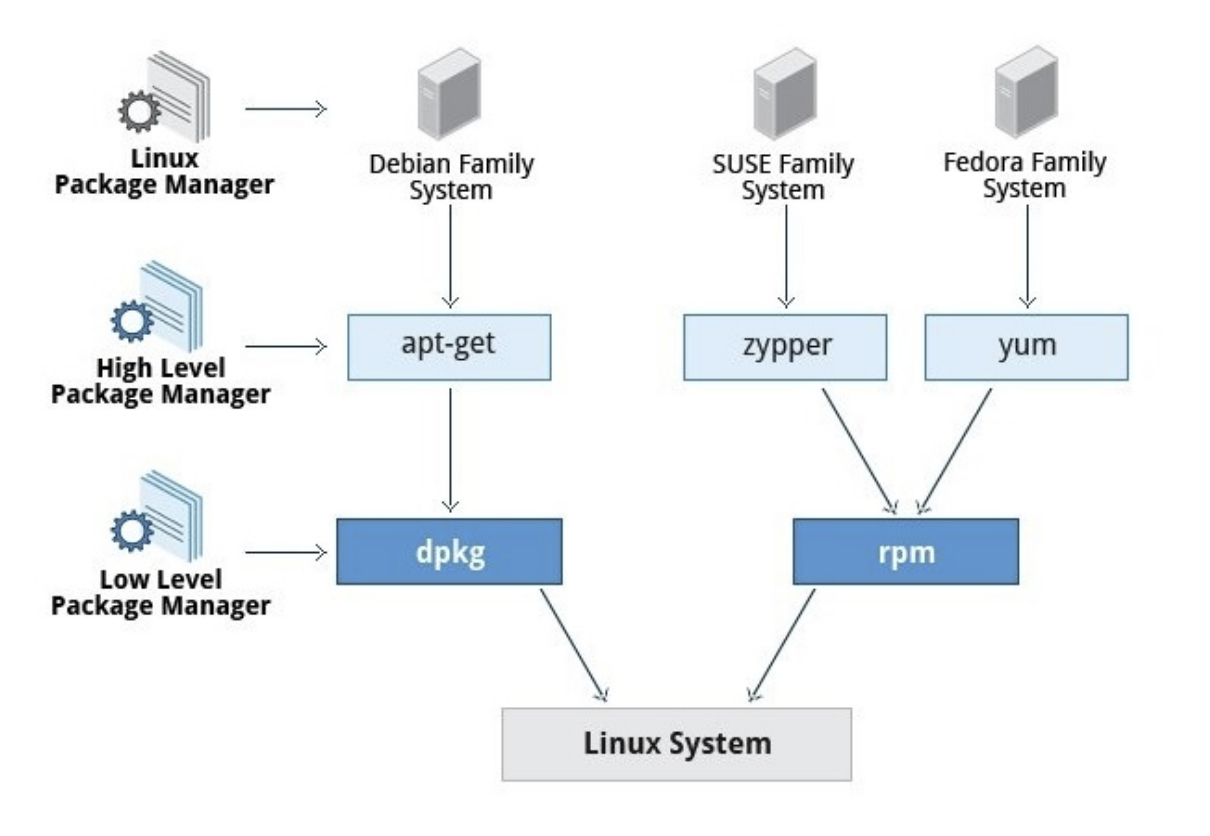 Linux
Package Manager
Debian Family
System
SUSE Family
System
Fedora Family
System
High Level
Package Manager
apt-get
zypper
yum
Low Level
Package Manager
dpkg
rpm
Linux System